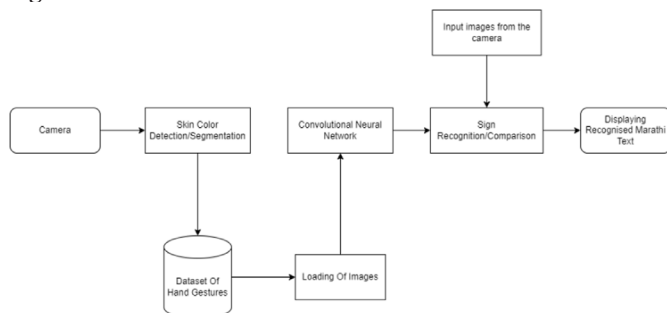 Input images from the
camera
Camera
Skin Color
Detection/Segmentation
Convolutional Neural
Network
Sign
Recognition/Comparison
Displaying
Recognised Marathi
Text
Dataset Of
Hand Gestures
Loading Of Images